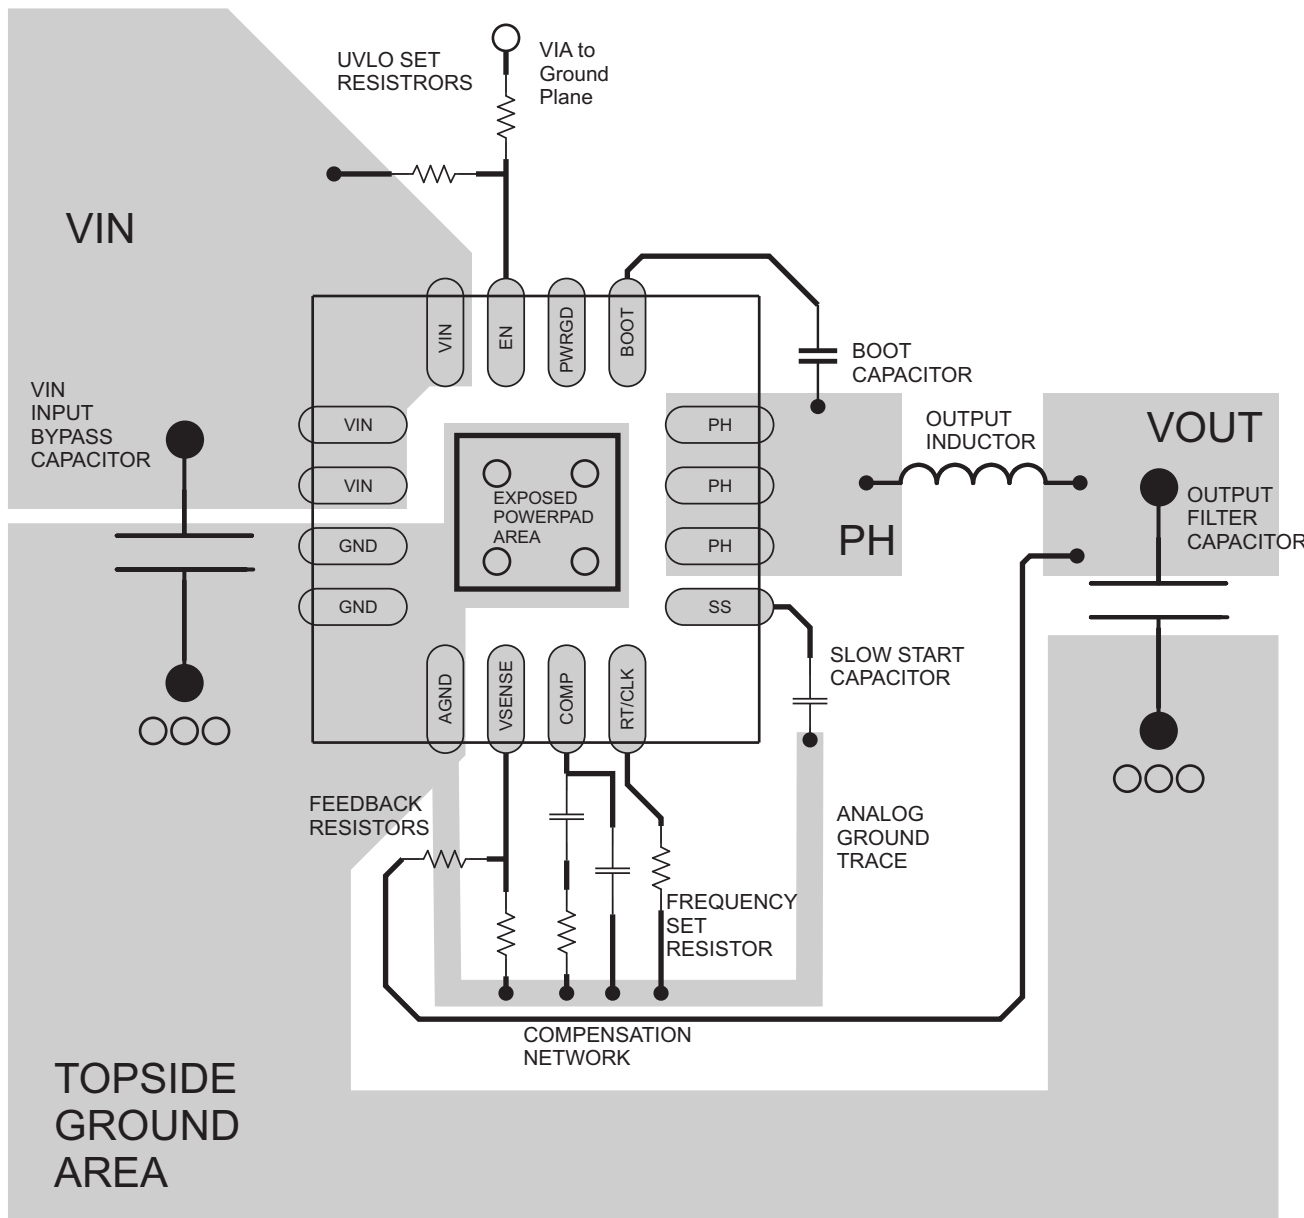 UVLO SET
RESISTRORS
VIA to
Ground
Plane
VIN
VIN
EN
PWRGD
BOOT
BOOT
CAPACITOR
VIN
INPUT
BYPASS
CAPACITOR
VIN
VIN
GND
GND
EXPOSED
POWERPAD
AREA
PH
PH
PH
SS
OUTPUT
INDUCTOR
VOUT
PH
OUTPUT
FILTER
CAPACITOR
AGND
VSENSE
COMP
RT/CLK
SLOW START
CAPACITOR
FEEDBACK
RESISTORS
ANALOG
GROUND
TRACE
FREQUENCY
SET
RESISTOR
COMPENSATION
NETWORK
TOPSIDE
GROUND
AREA